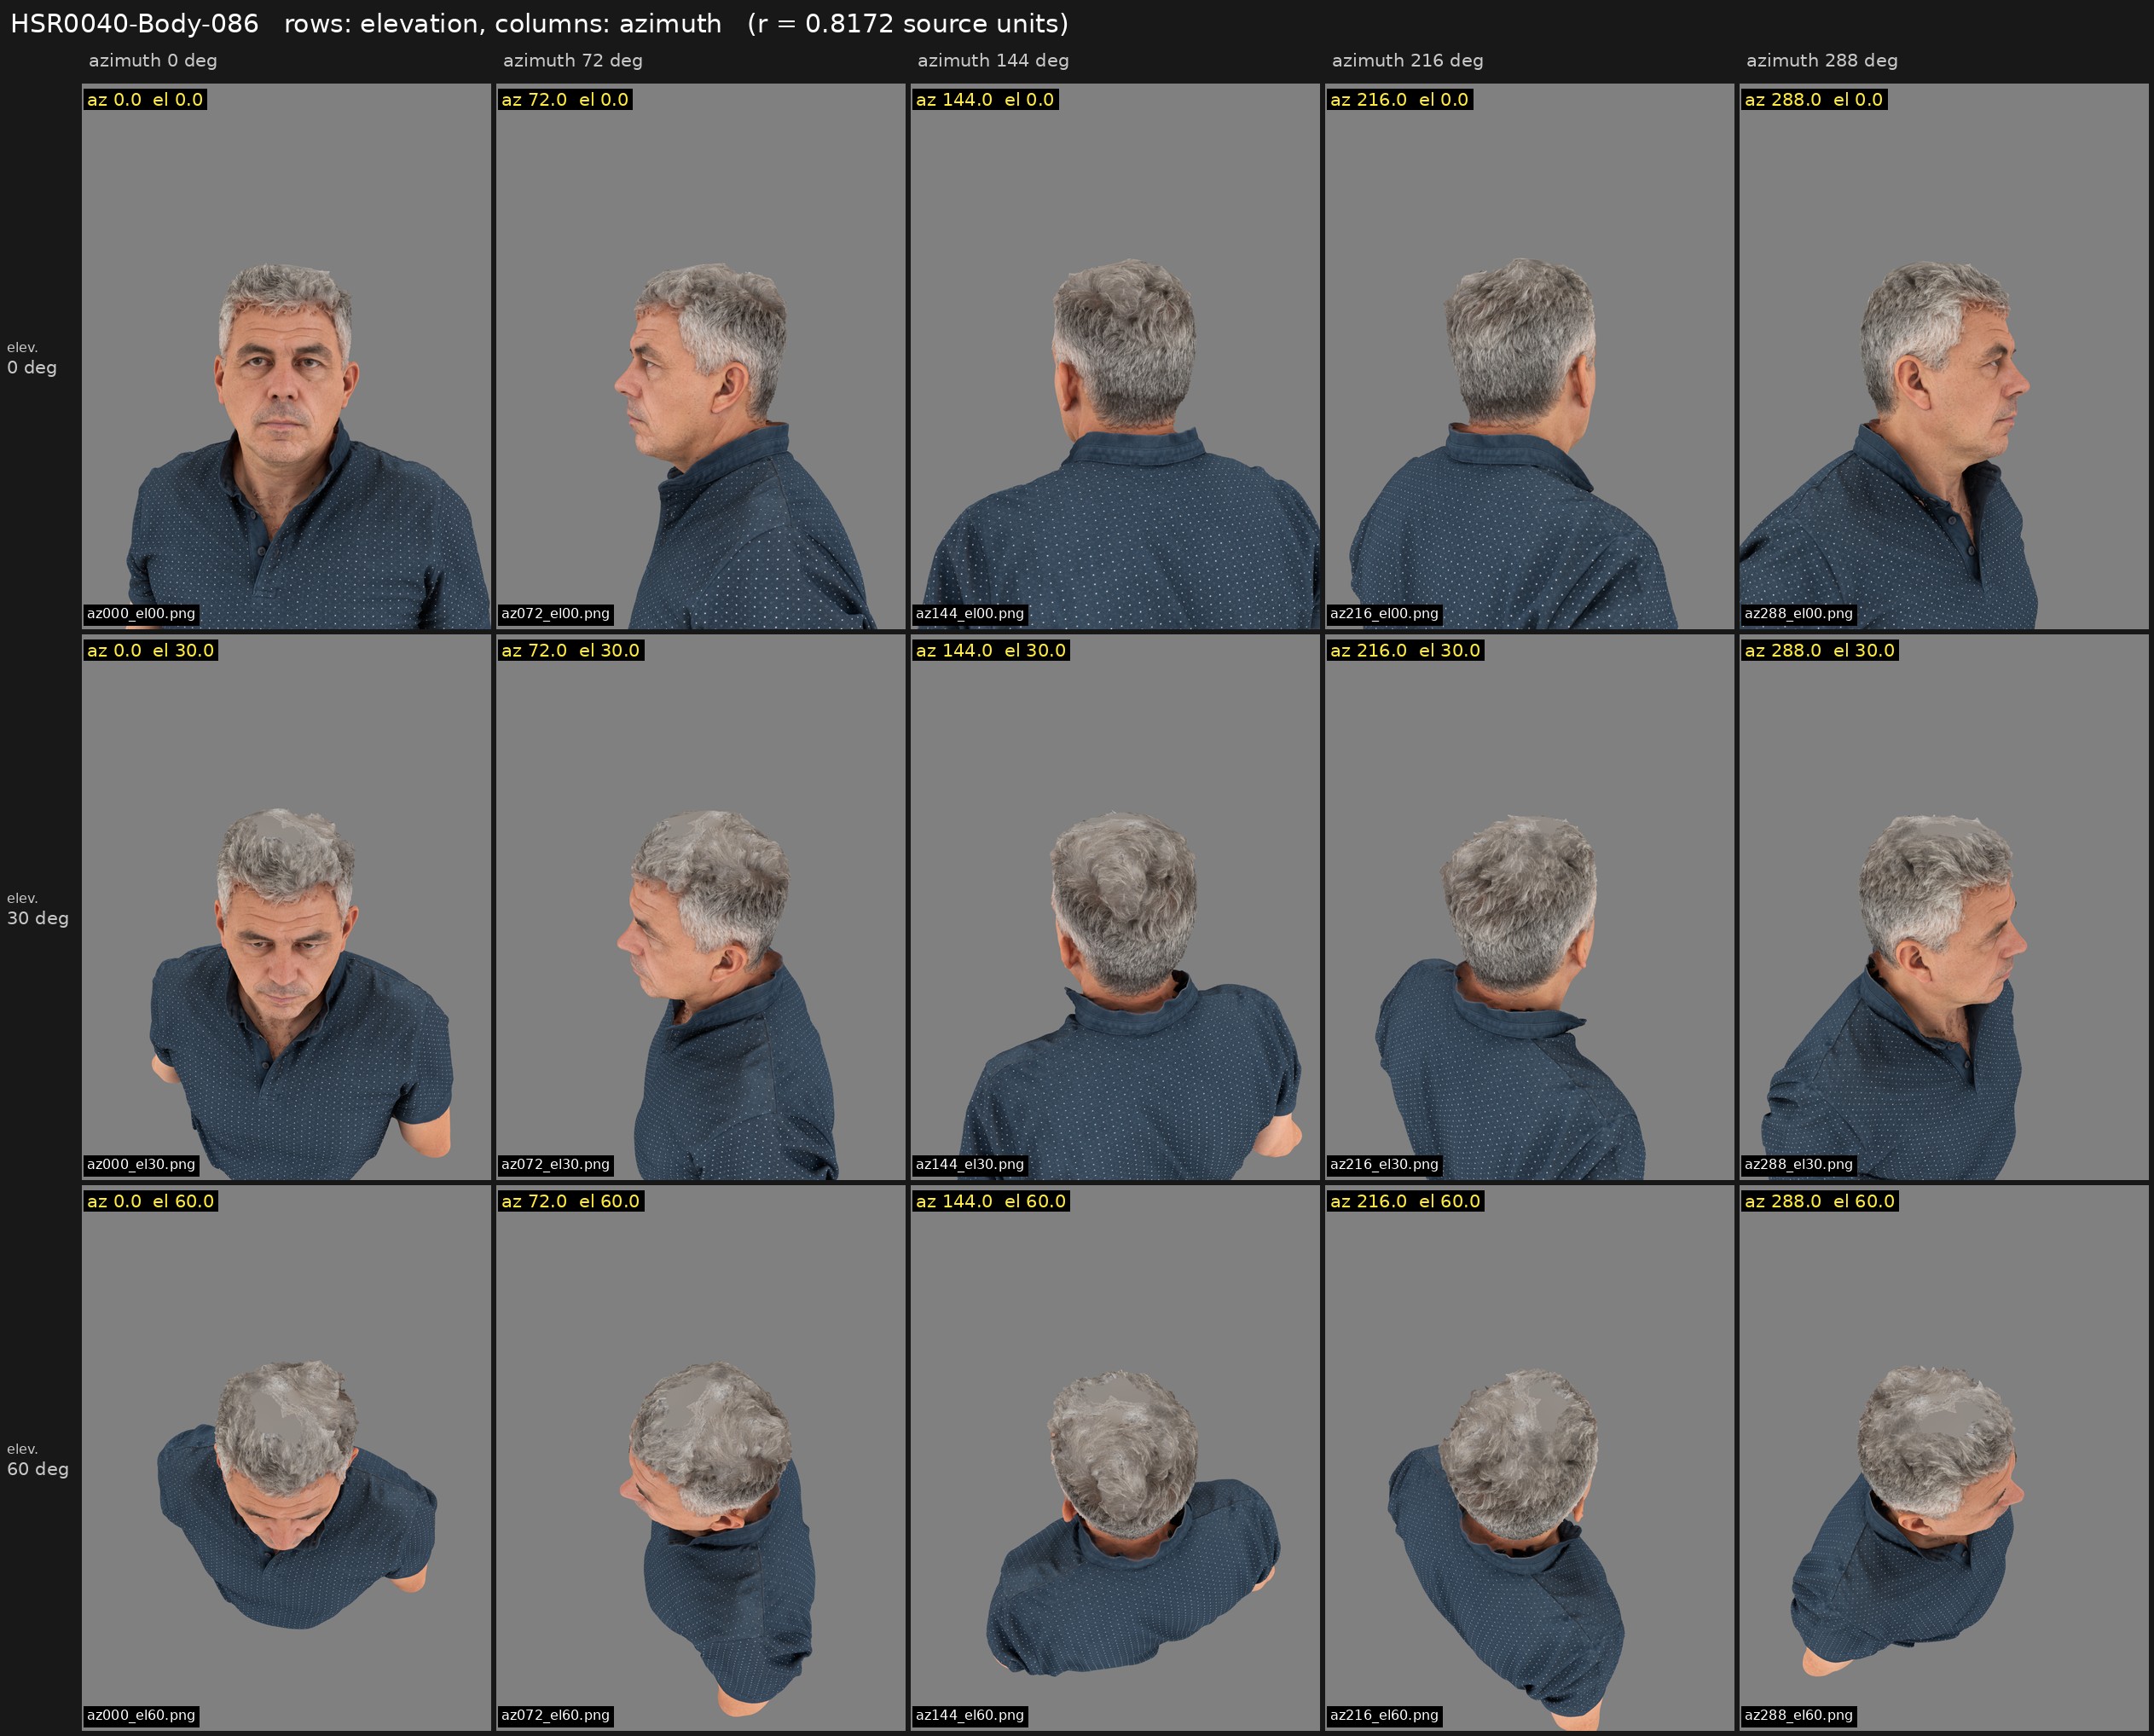 HSR0040-Body-086   rows: elevation, columns: azimuth   (r = 0.8172 source units)
azimuth 0 deg
azimuth 72 deg
azimuth 144 deg
azimuth 216 deg
azimuth 288 deg
elev.
0 deg
az 0.0  el 0.0
az000_el00.png
az 72.0  el 0.0
az072_el00.png
az 144.0  el 0.0
az144_el00.png
az 216.0  el 0.0
az216_el00.png
az 288.0  el 0.0
az288_el00.png
elev.
30 deg
az 0.0  el 30.0
az000_el30.png
az 72.0  el 30.0
az072_el30.png
az 144.0  el 30.0
az144_el30.png
az 216.0  el 30.0
az216_el30.png
az 288.0  el 30.0
az288_el30.png
elev.
60 deg
az 0.0  el 60.0
az000_el60.png
az 72.0  el 60.0
az072_el60.png
az 144.0  el 60.0
az144_el60.png
az 216.0  el 60.0
az216_el60.png
az 288.0  el 60.0
az288_el60.png